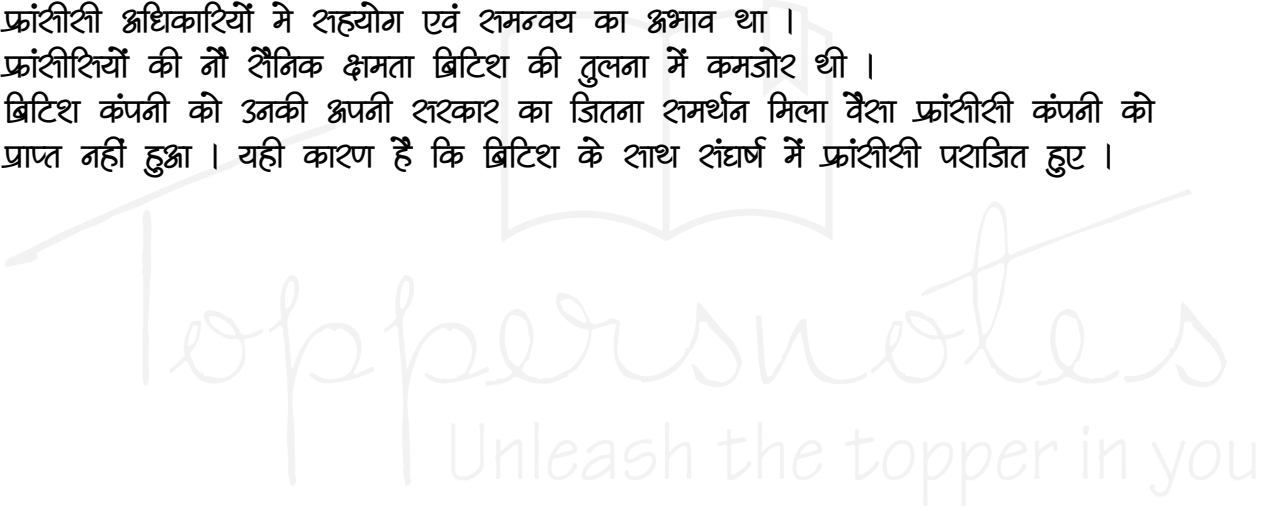 फ्रांसीसी अधिकारियों मे सहयोग एवं समन्वय का अभाव था ।
फ्रांसीसियों की नौ सैनिक क्षमता ब्रिटिश की तुलना में कमजोर थी ।
ब्रिटिश कंपनी को उनकी अपनी सरकार का जितना समर्थन मिला वैसा फ्रांसीसी कंपनी को
प्राप्त नहीं हुआ । यही कारण है कि ब्रिटिश के साथ संघर्ष में फ्रांसीसी पराजित हुए ।
Toppersnotes
Unleash the topper in you